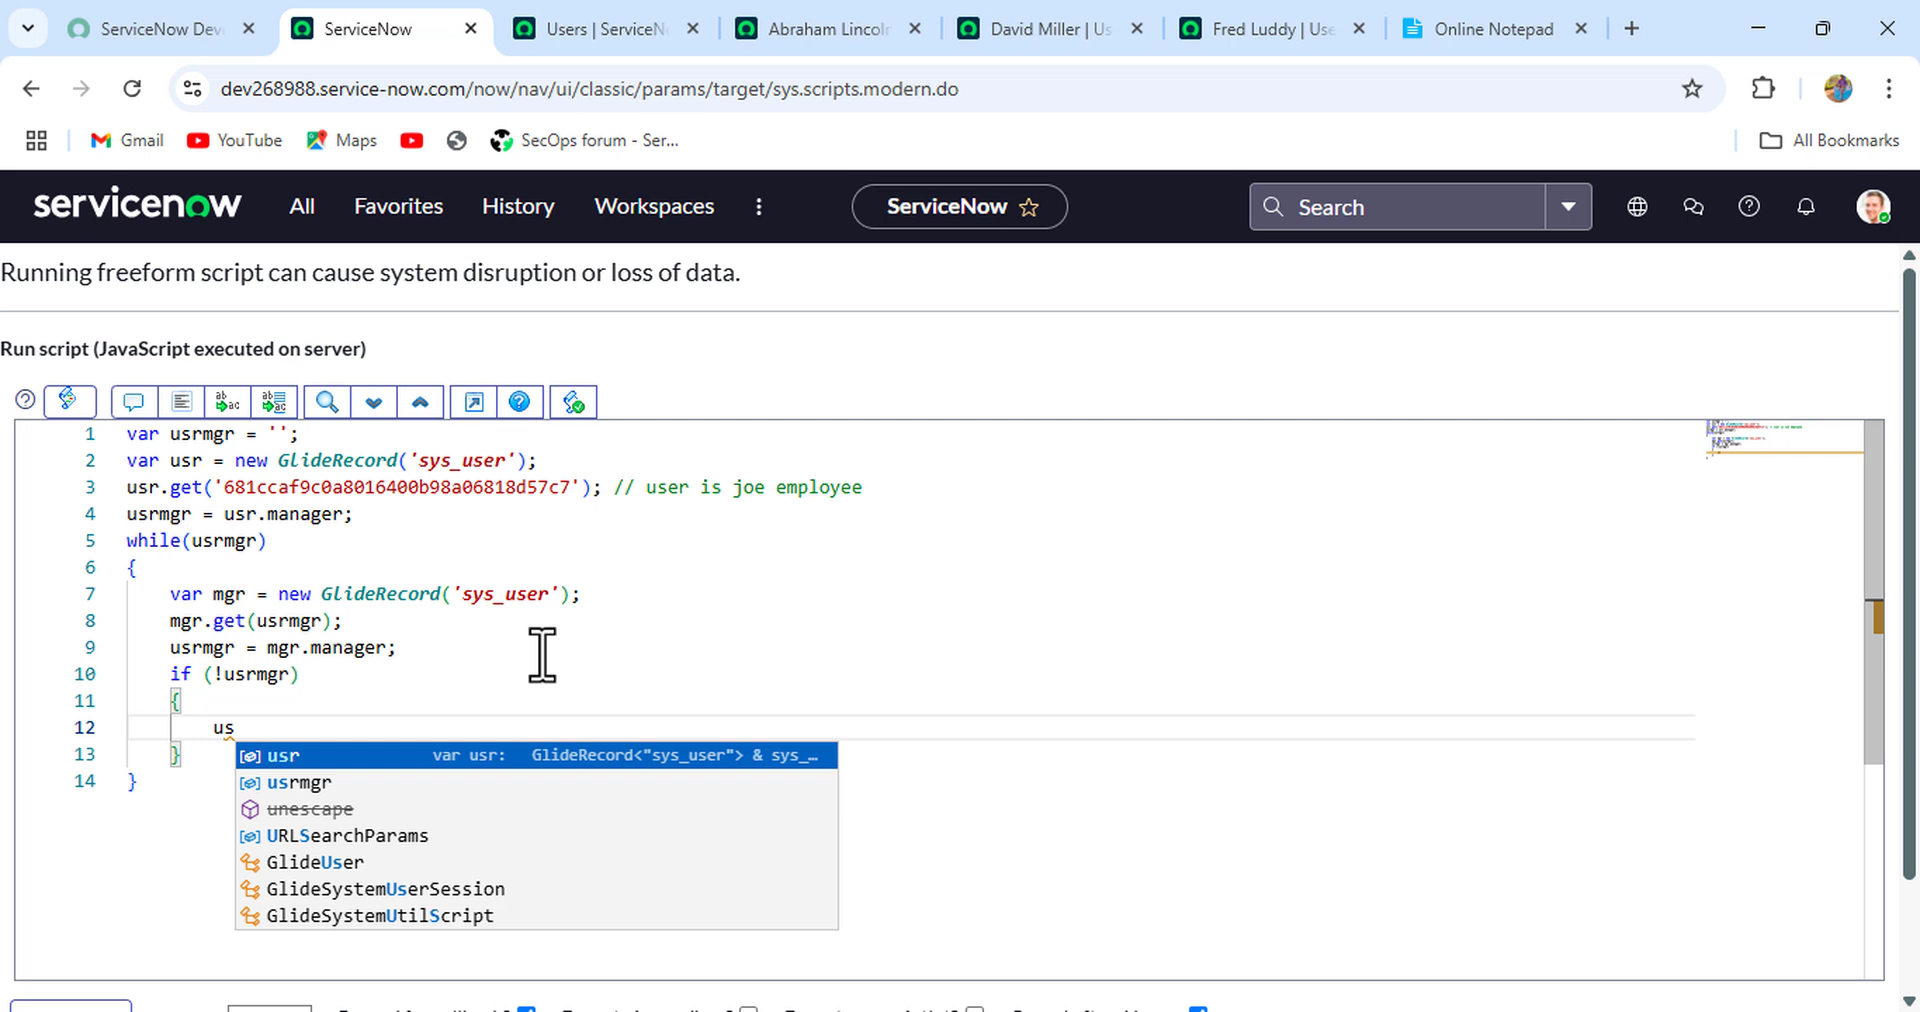 ServiceNow Dev
ServiceNow
Users | ServiceN
Abraham Lincol
David Miller | Us
Fred Luddy | Use
Online Notepad
dev268988.service-now.com/now/nav/ui/classic/params/target/sys.scripts.modern.do
Gmail
YouTube
Maps
SecOps forum - Ser...
All Bookmarks
servicenow
All
Favorites
History
Workspaces
ServiceNow
Search
Running freeform script can cause system disruption or loss of data.
Run script (JavaScript executed on server)
1 var usrmgr = '';
2 var usr = new GlideRecord('sys_user');
3 usr.get('681ccaf9c0a8016400b98a06818d57c7'); // user is joe employee
4 usrmgr = usr.manager;
5 while(usrmgr)
6 {
7 var mgr = new GlideRecord('sys_user');
8 mgr.get(usrmgr);
9 usrmgr = mgr.manager;
10 if (!usrmgr)
11 {
12 us
13 }
14 }
usr var usr: GlideRecord<"sys_user"> & sys_…
usrmgr
unescape
URLSearchParams
GlideUser
GlideSystemUserSession
GlideSystemUtilScript